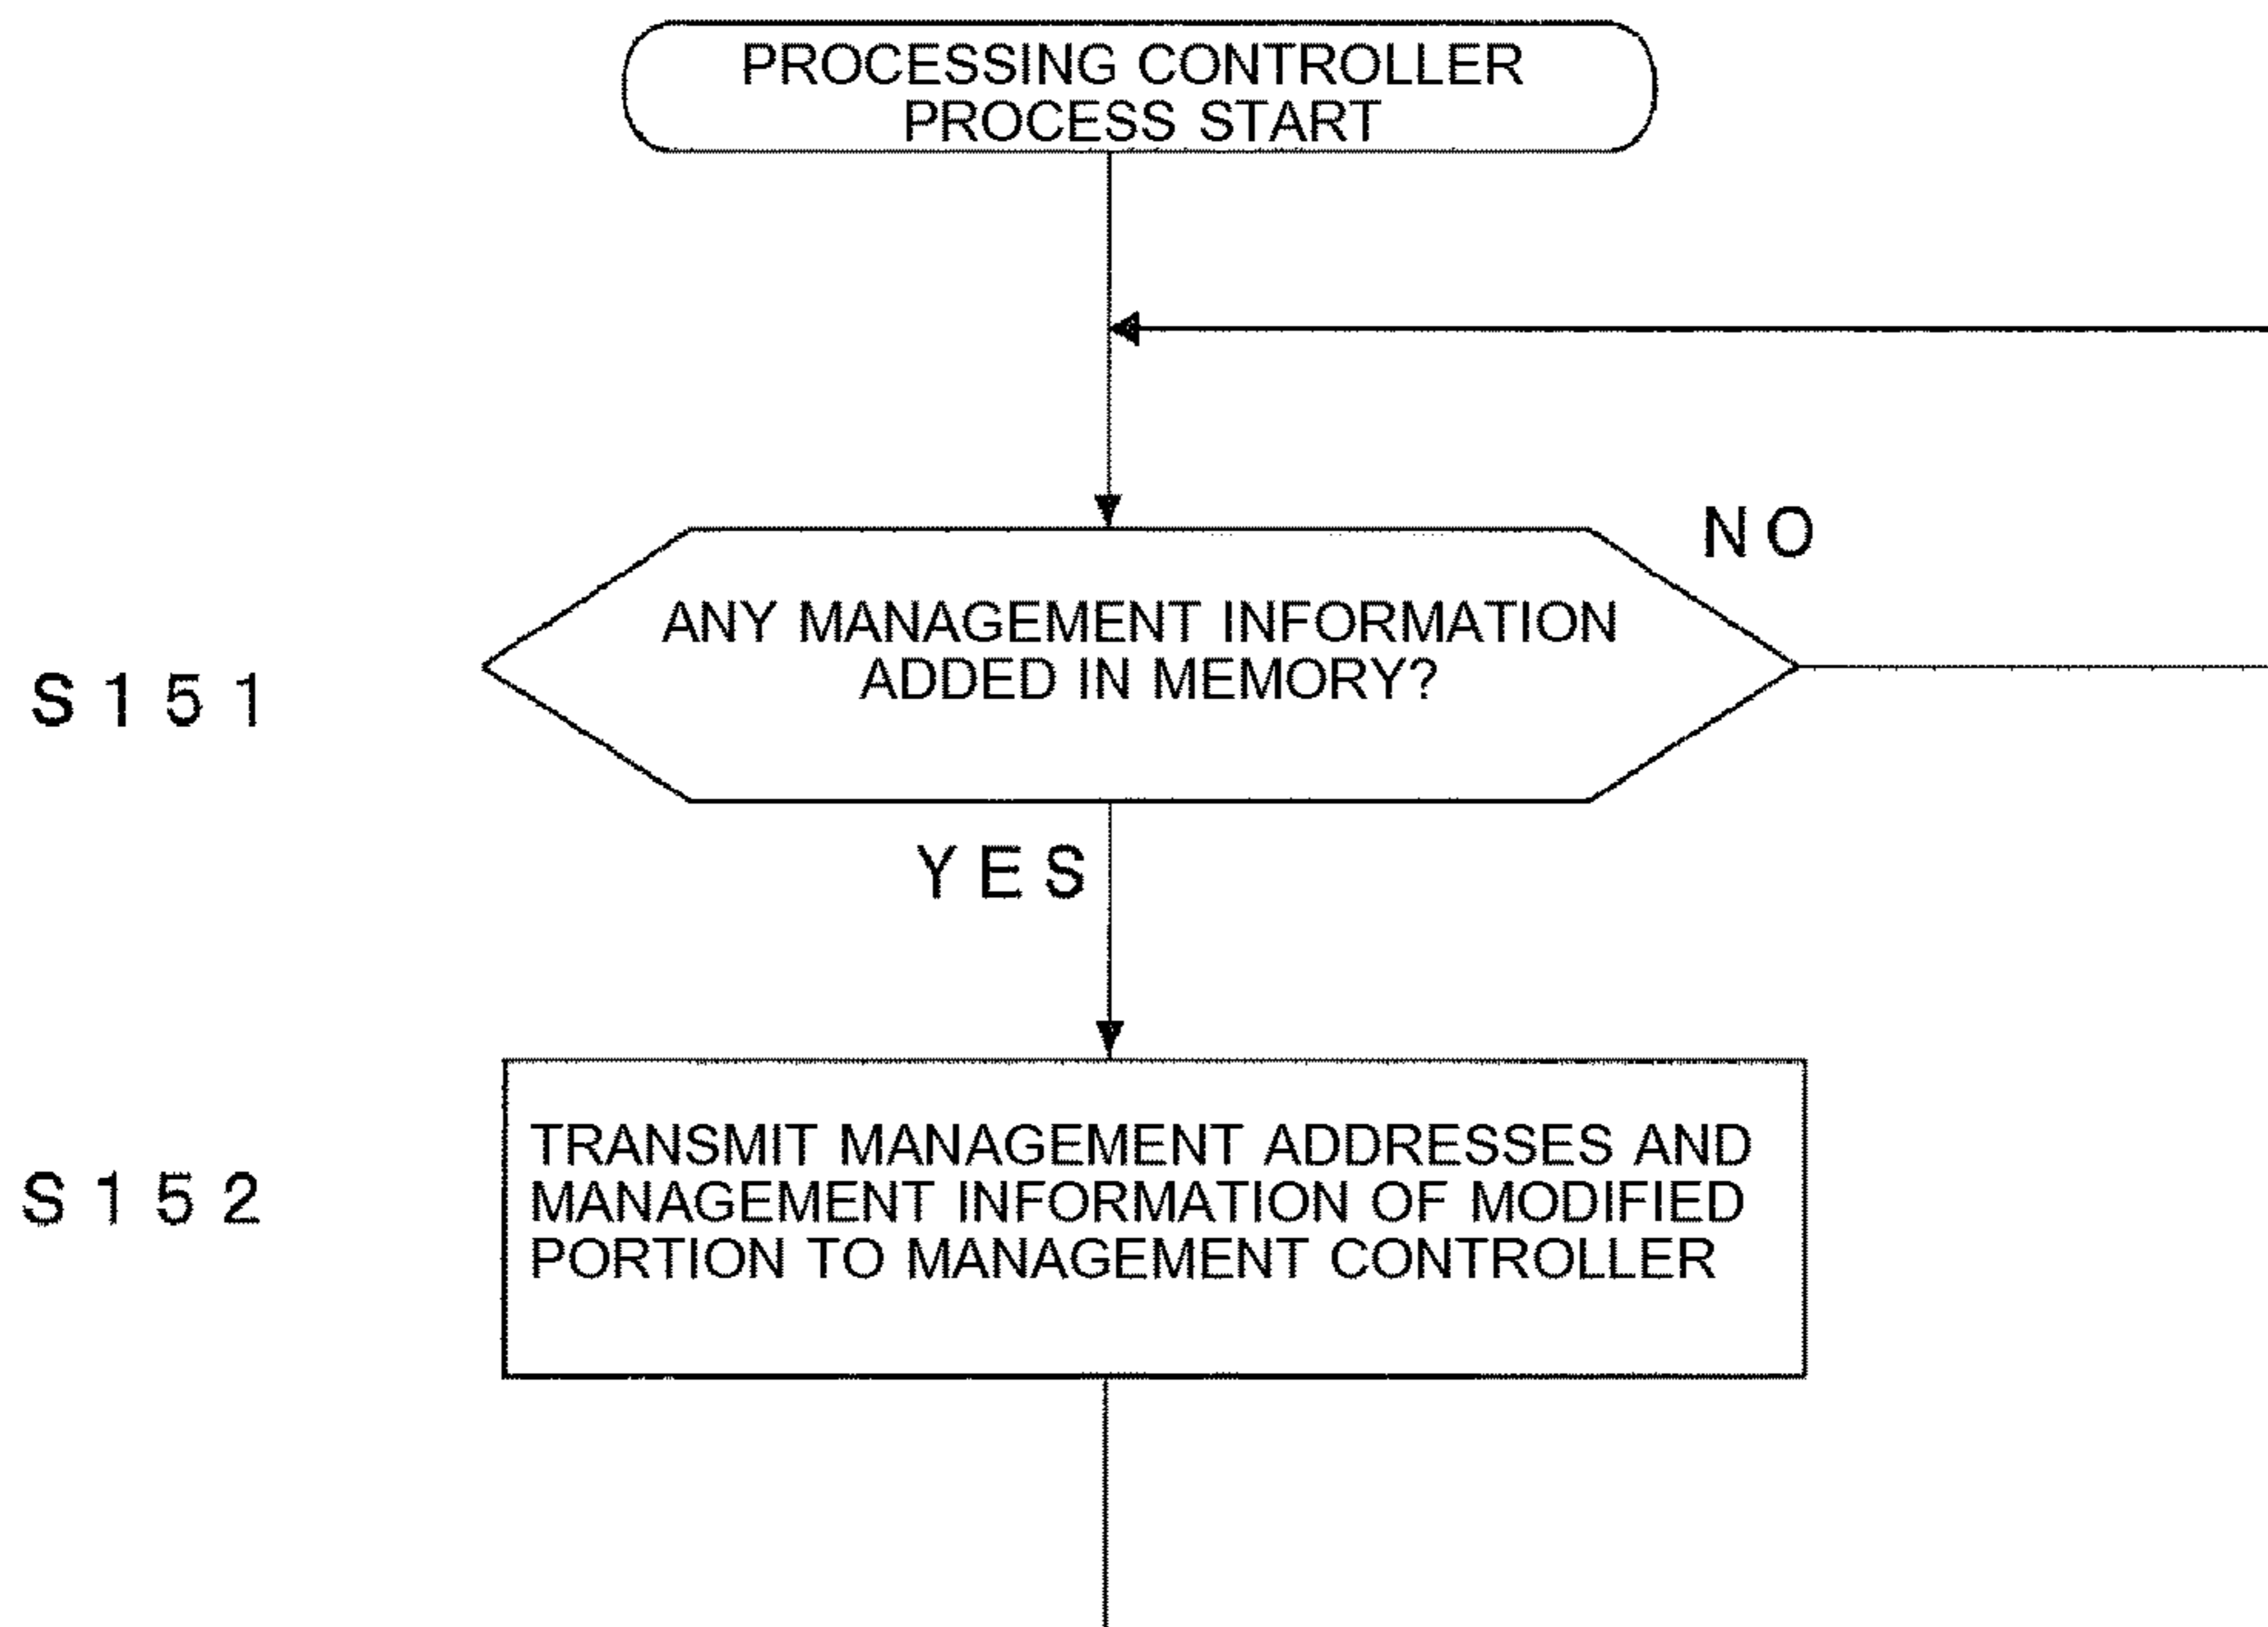 PROCESSING CONTROLLER
PROCESS START
NO
ANY MANAGEMENT INFORMATION
ADDED IN MEMORY?
S151
YES
TRANSMIT MANAGEMENT ADDRESSES AND
S152
MANAGEMENT INFORMATION OF MODIFIED
PORTION TO MANAGEMENT CONTROLLER